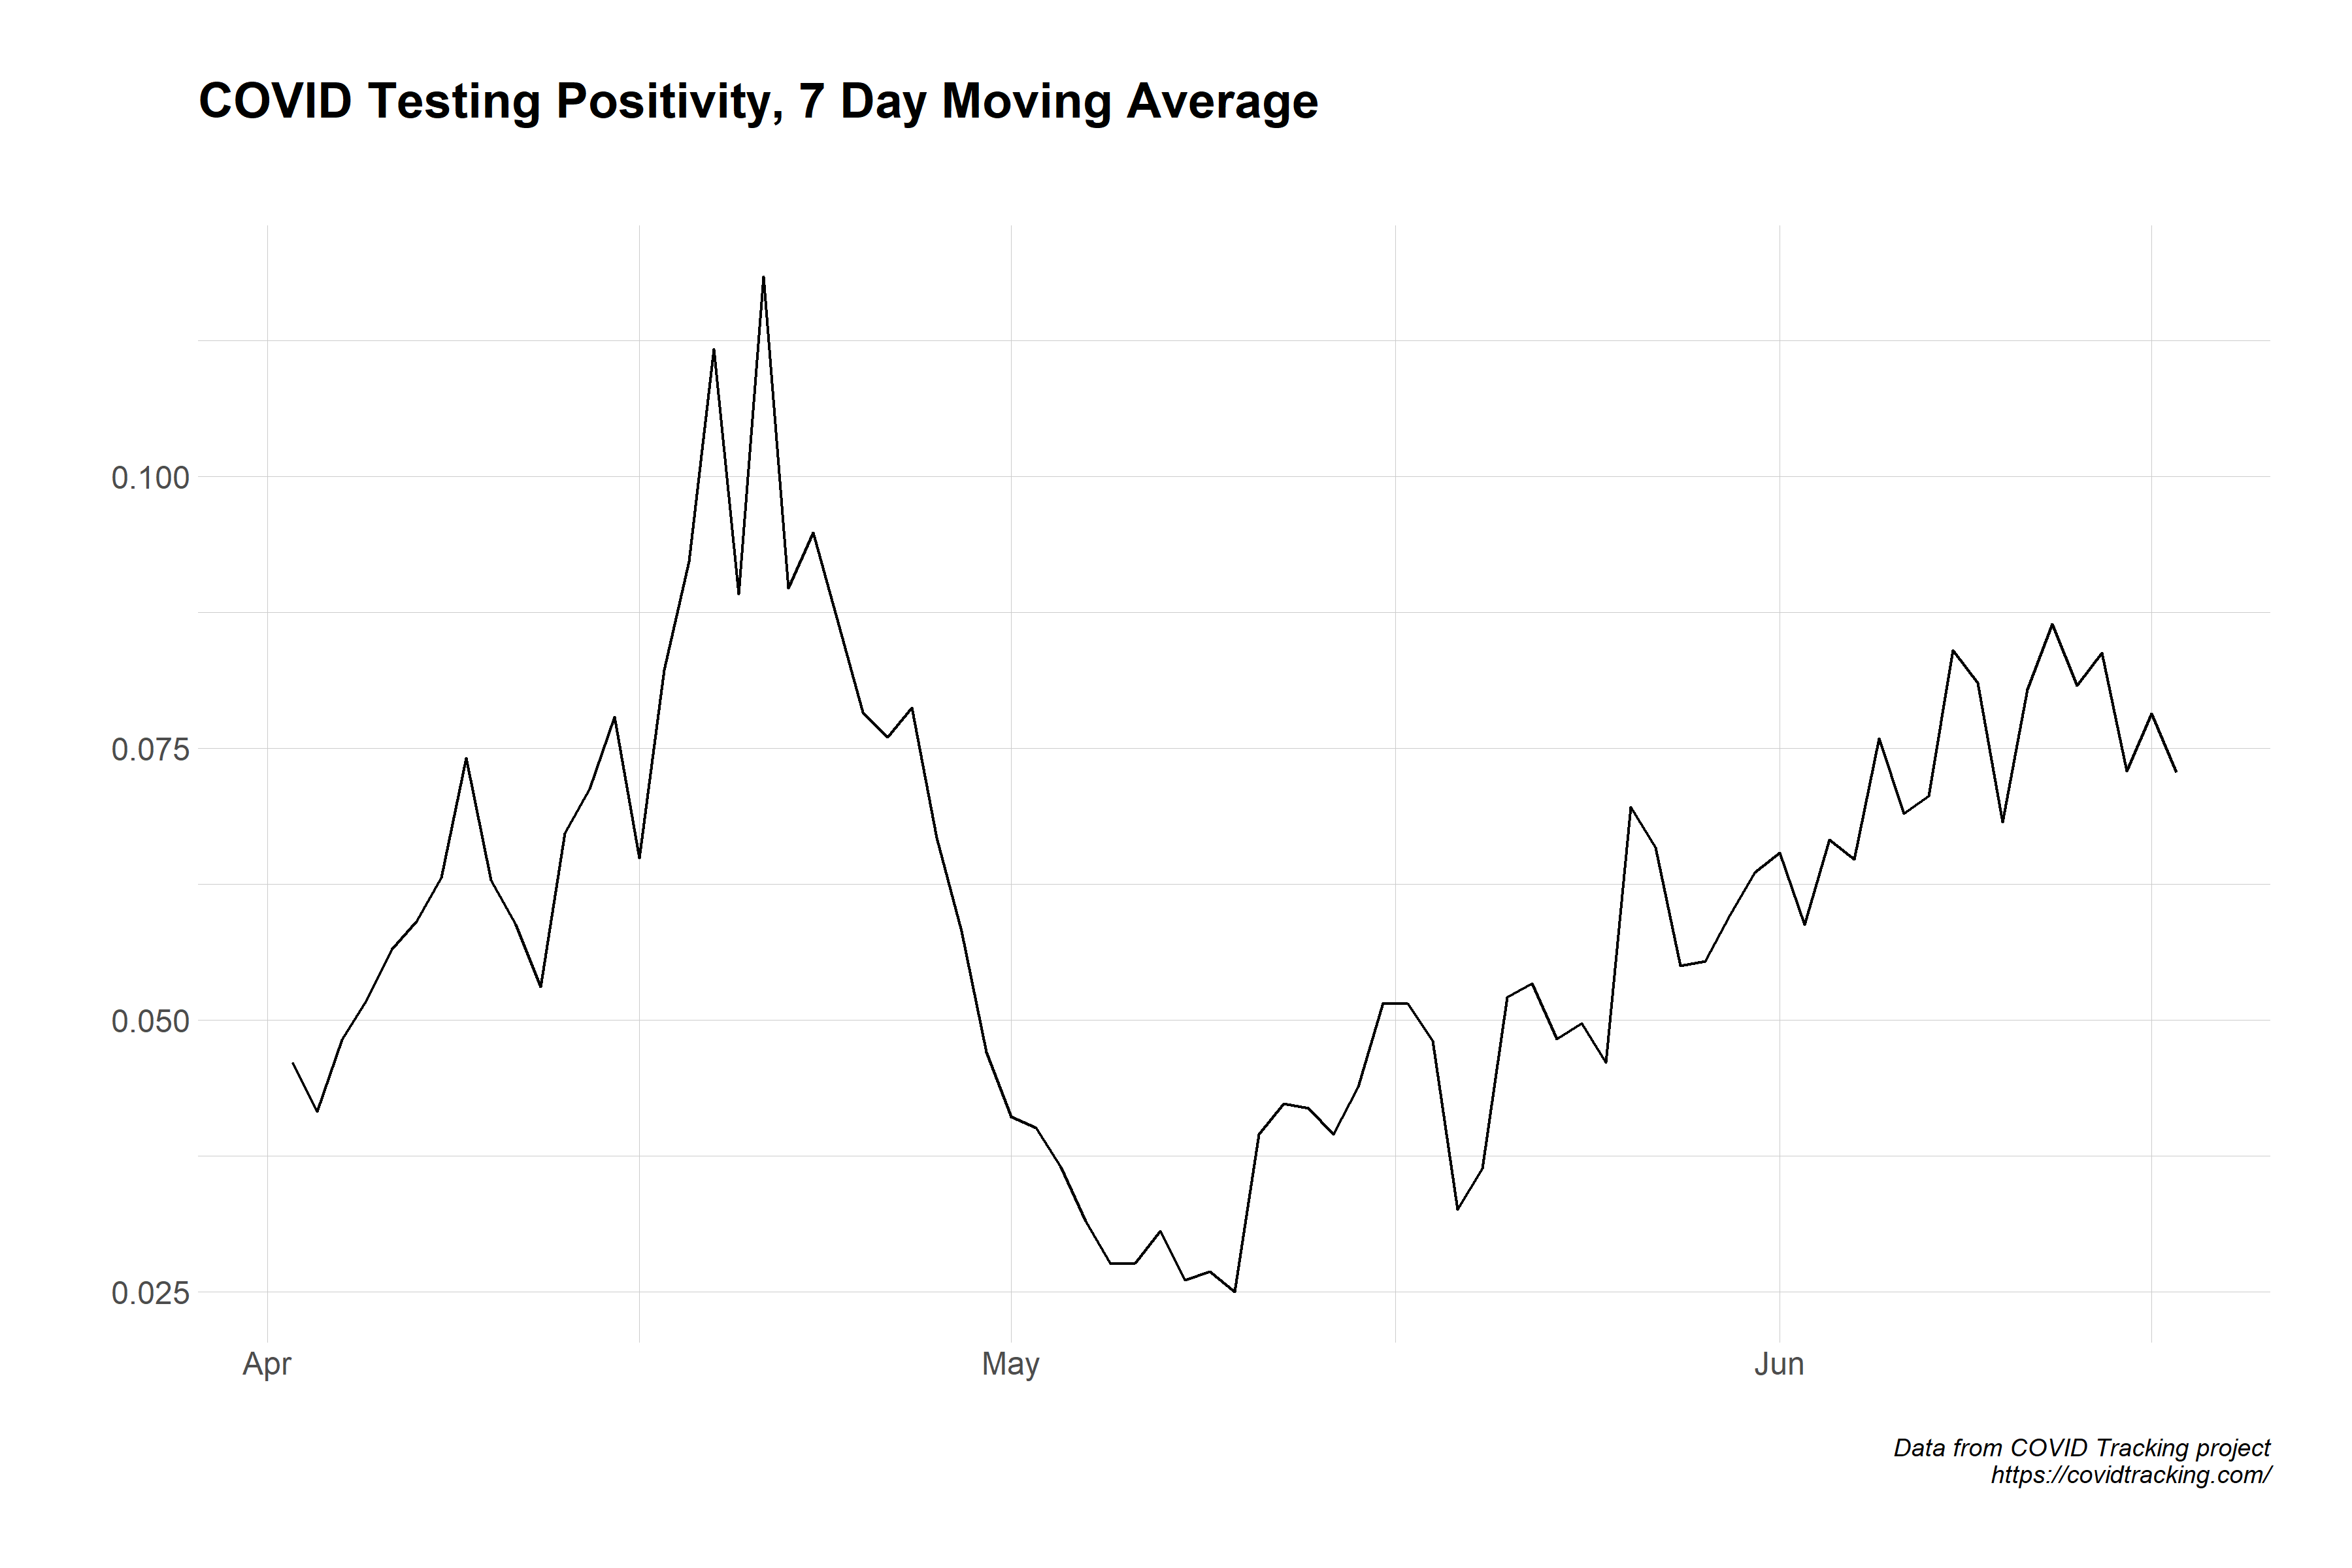 COVID Testing Positivity, 7 Day Moving Average
0.100
0.075
0.050
0.025
Apr May Jun
Data from COVID Tracking project
https://covidtracking.com/